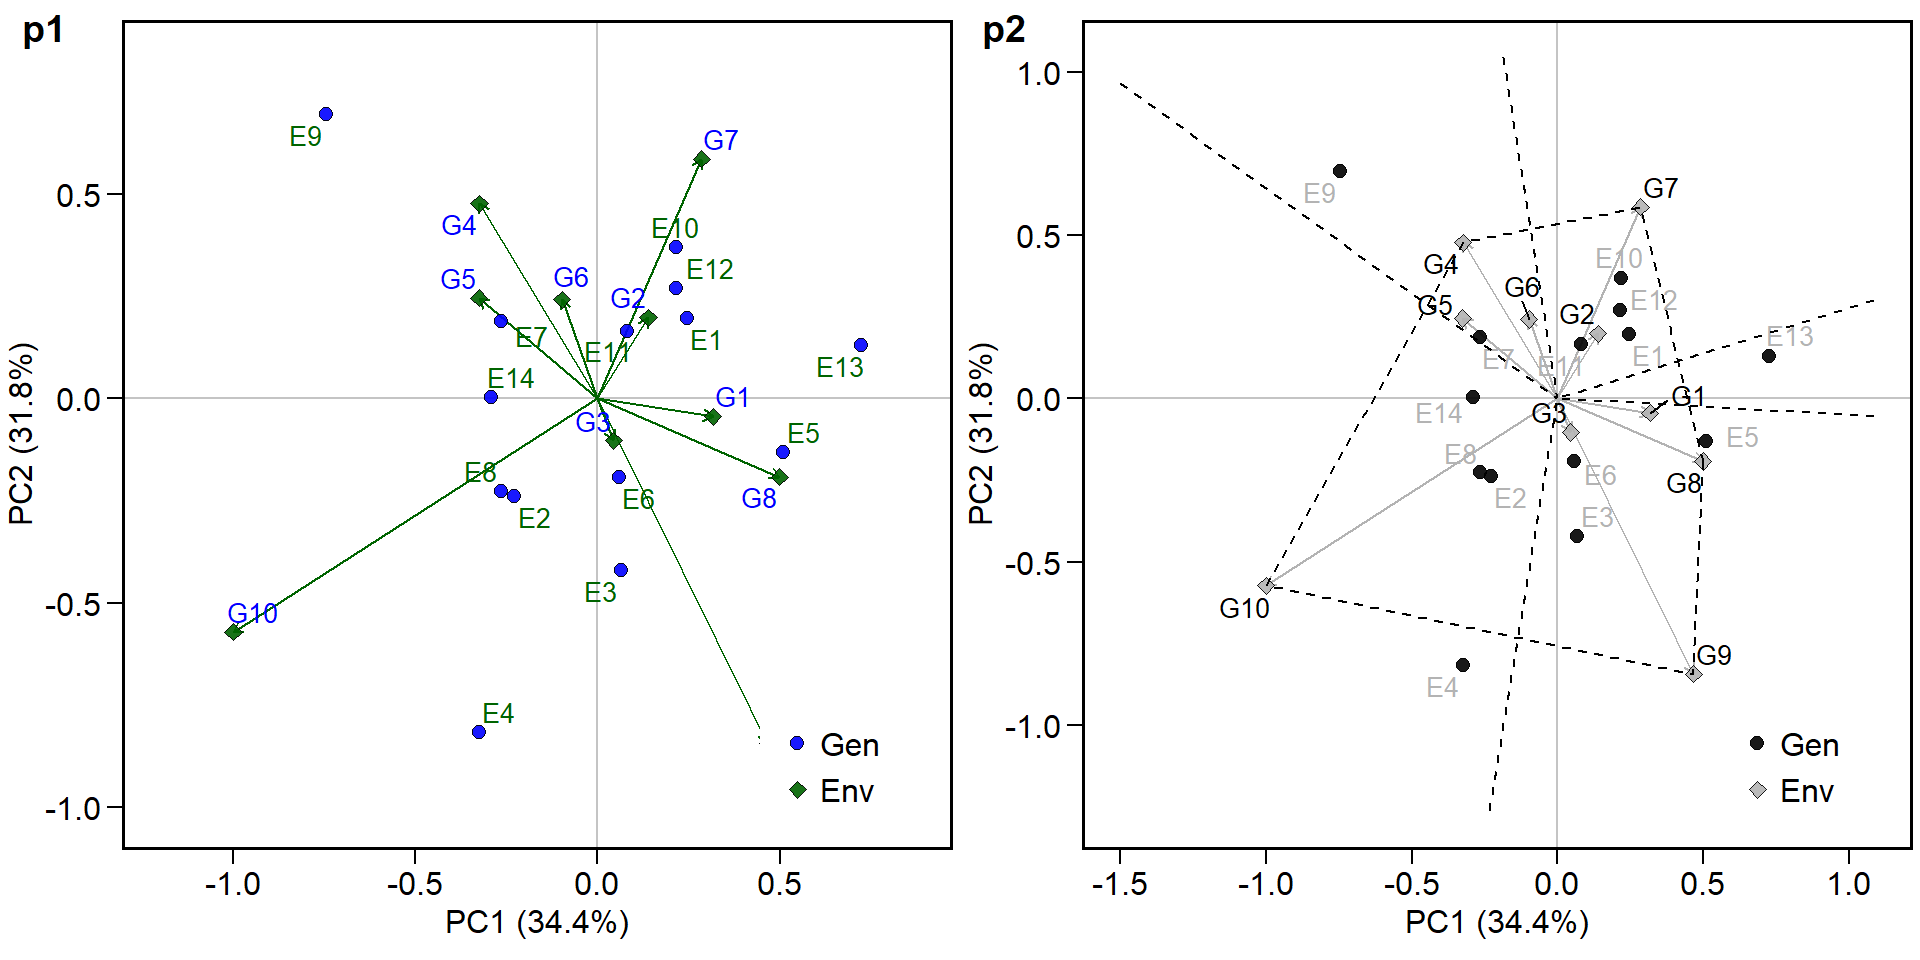 p1
E9
G7
G4
E10
G5
G6
G2
E12
E7
E11
E1
E13
E14
G3
G1
E5
E8
E6
G8
E2
E3
G10
E4
Gen
Env
0.5
0.0
-0.5
-1.0
PC2 (31.8%)
-1.0 -0.5 0.0 0.5
PC1 (34.4%)
p2
E9
G7
G4
E10
G5
G6
G2
E12
E7
E11
E1
E13
E14
G3
G1
E5
E8
E6
G8
E2
E3
G10
G9
E4
Gen
Env
1.0
0.5
0.0
-0.5
-1.0
PC2 (31.8%)
-1.5 -1.0 -0.5 0.0 0.5 1.0
PC1 (34.4%)